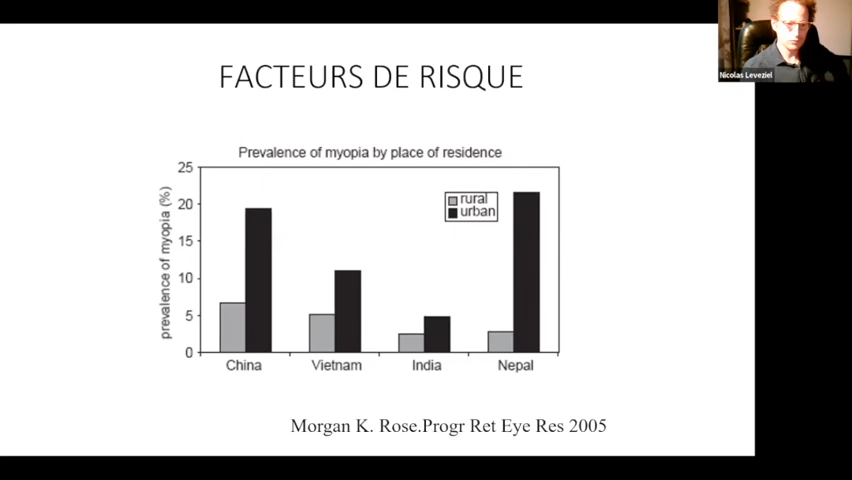 Nicolas Leveziel
FACTEURS DE RISQUE
Prevalence of myopia by place of residence
prevalence of myopia (%)
25
20
15
10
5
0
rural
urban
China
Vietnam
India
Nepal
Morgan K. Rose.Progr Ret Eye Res 2005